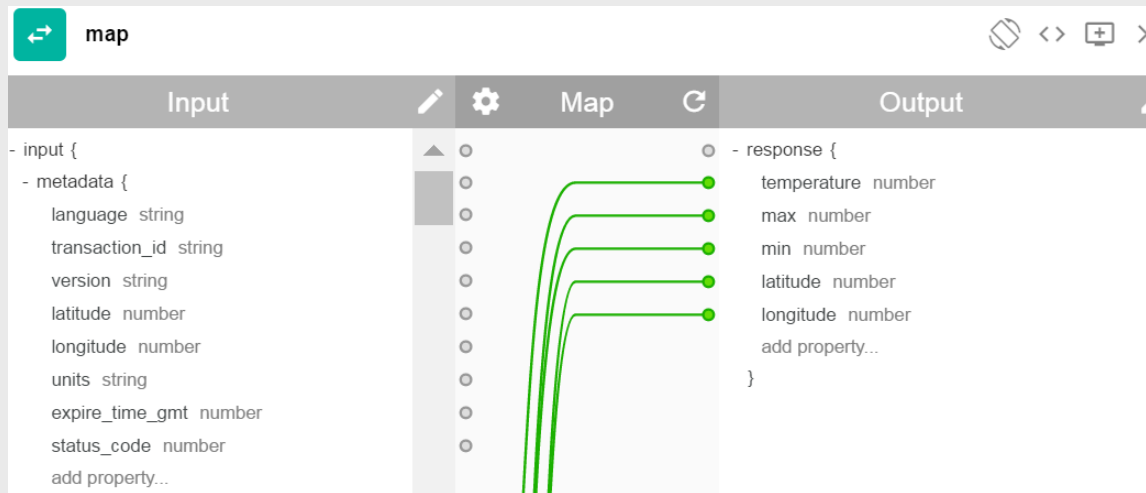 map
Input
Map
Output
- input {
- metadata {
language string
transaction_id string
version string
latitude number
longitude number
units string
expire_time_gmt number
status_code number
add property...
- response {
temperature number
max number
min number
latitude number
longitude number
add property...
}